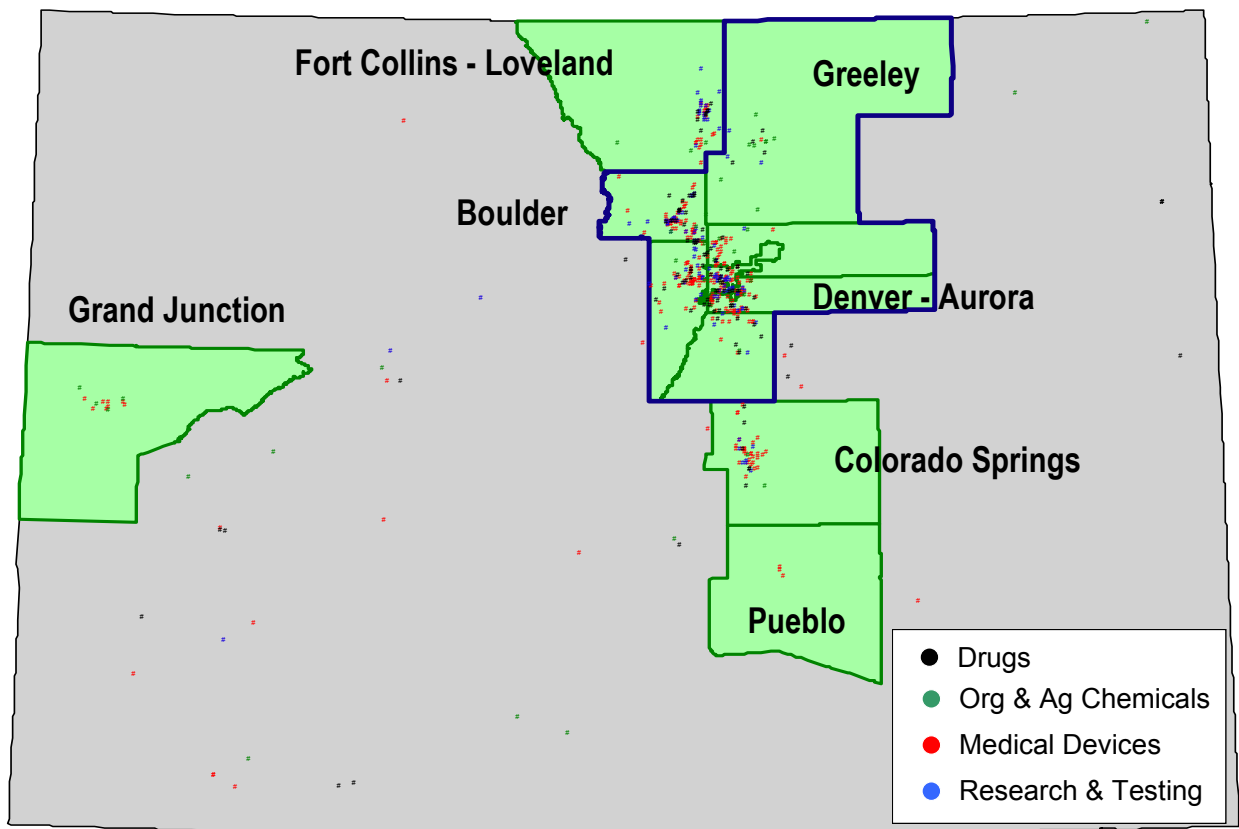 Fort Collins - Loveland
Greeley
Boulder
Grand Junction
Denver - Aurora
Colorado Springs
Pueblo
Drugs
Org & Ag Chemicals
Medical Devices
Research & Testing